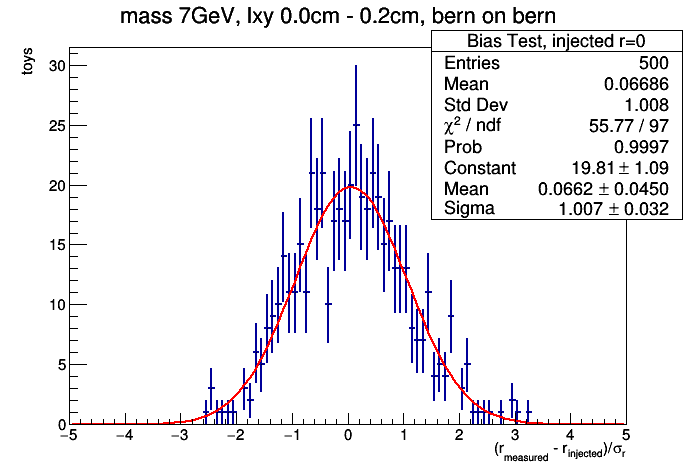 mass 7GeV, lxy 0.0cm - 0.2cm, bern on bern
Bias Test, injected r=0
Entries 500
Mean 0.06686
Std Dev 1.008
χ² / ndf 55.77 / 97
Prob 0.9997
Constant 19.81 ± 1.09
Mean 0.0662 ± 0.0450
Sigma 1.007 ± 0.032
toys
30
25
20
15
10
5
0
−5 −4 −3 −2 −1 0 1 2 3 4 5
(r_measured - r_injected)/σ_r